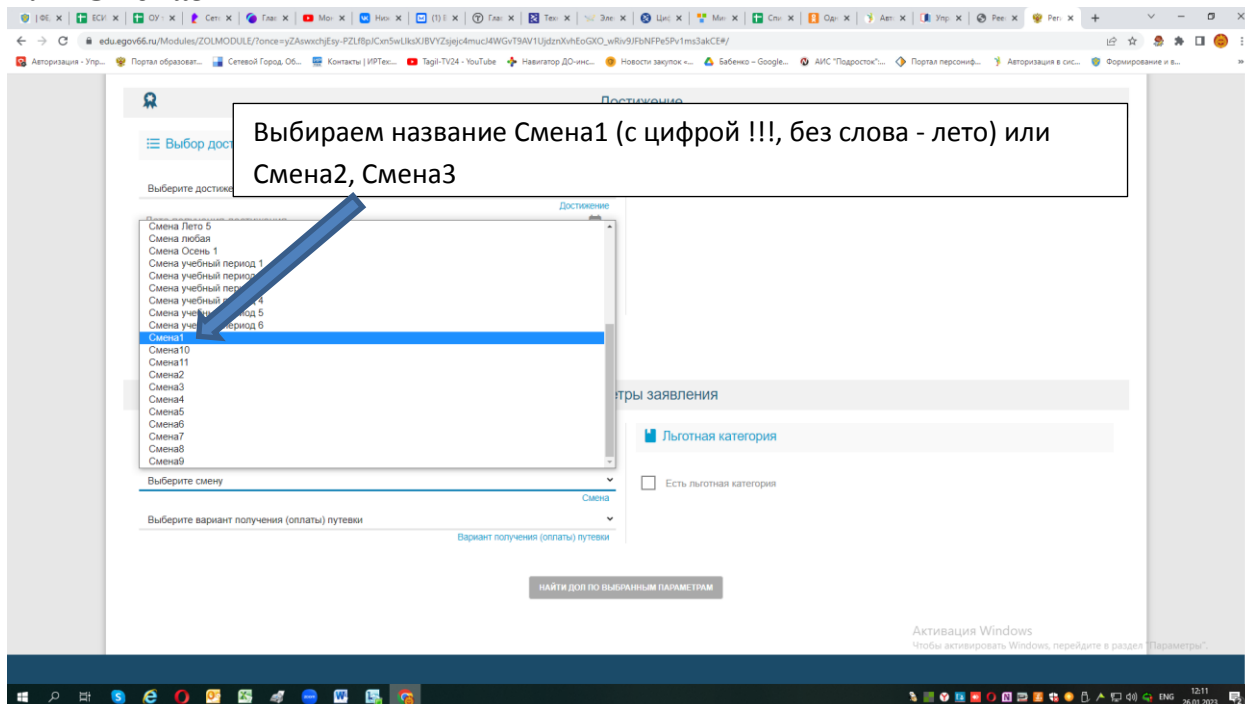 edu.egov66.ru/Modules/ZOLMODULE/?once=yZAswxchjEsy-PZLf8pJCxn5wLlksXJBVYZsjejc4mucJ4WGvT9AV1UjdznXvhEoGXO_wRiv9JFbNFPe5Pv1ms3akCE#/
Авторизация - Упр... Портал образоват... Сетевой Город. Об... Контакты | ИРТех... Tagil-TV24 - YouTube Навигатор ДО-инс... Новости закупок «... Бабенко – Google... АИС "Подросток":... Портал персониф... Авторизация в сис... Формирование и в...
Достижение
Выбираем название Смена1 (с цифрой !!!, без слова - лето) или
Смена2, Смена3
Выбор дост
Выберите достиже
Достижение
Смена Лето 5
Смена любая
Смена Осень 1
Смена учебный период 1
Смена учебный период
Смена учебный пер
Смена учебный 4
Смена уче од 5
Смена уче период 6
Смена1
Смена10
Смена11
Смена2
Смена3
Смена4
Смена5
Смена6
Смена7
Смена8
Смена9
тры заявления
Льготная категория
Выберите смену
Есть льготная категория
Смена
Выберите вариант получения (оплаты) путевки
Вариант получения (оплаты) путевки
НАЙТИ ДОЛ ПО ВЫБРАННЫМ ПАРАМЕТРАМ
Активация Windows
Чтобы активировать Windows, перейдите в раздел "Параметры".
ENG 12:11
26.01.2023